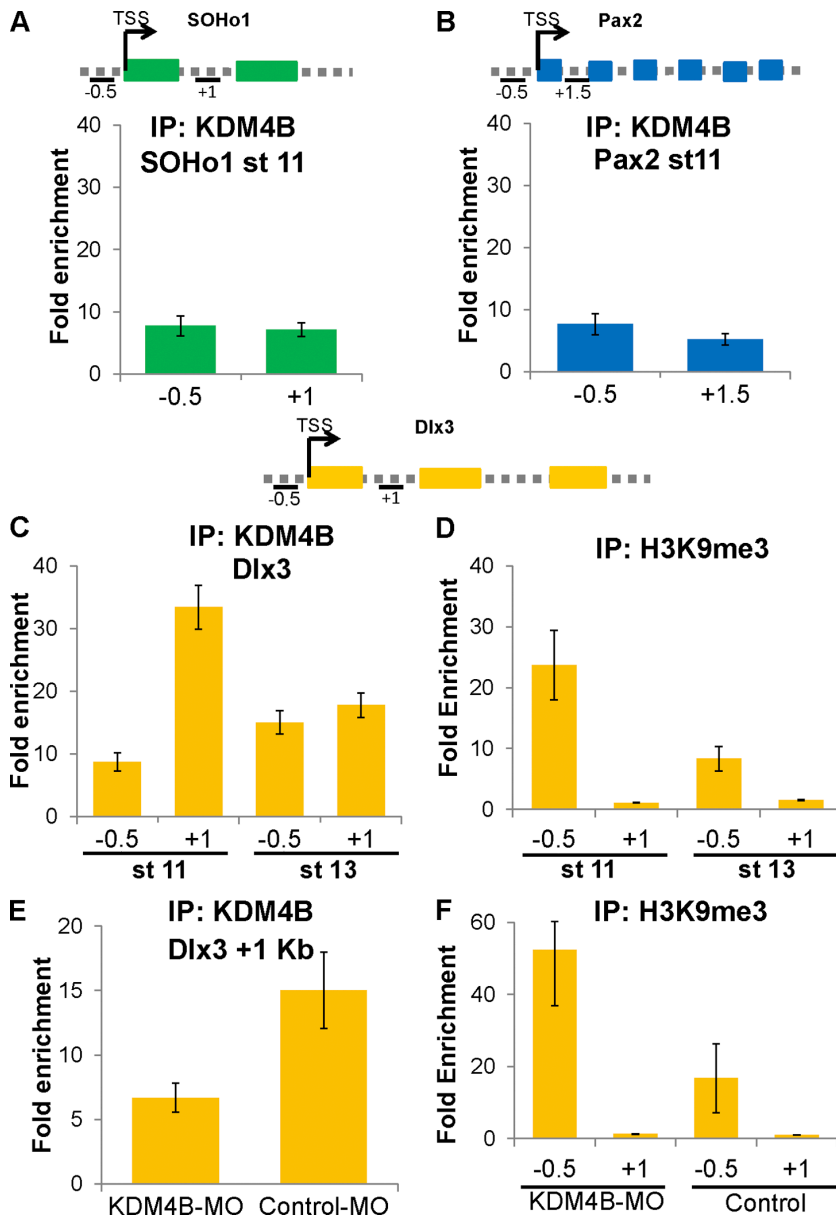 A
TSS
SOHo1
-0.5
+1
IP: KDM4B
SOHo1 st 11
Fold enrichment
40
30
20
10
0
-0.5
+1
B
TSS
Pax2
-0.5
+1.5
IP: KDM4B
Pax2 st11
Fold enrichment
40
30
20
10
0
-0.5
+1.5
TSS
Dlx3
-0.5
+1
C
IP: KDM4B
Dlx3
Fold enrichment
40
30
20
10
0
-0.5
+1
-0.5
+1
st 11
st 13
D
IP: H3K9me3
Fold Enrichment
40
30
20
10
0
-0.5
+1
-0.5
+1
st 11
st 13
E
IP: KDM4B
Dlx3 +1 Kb
Fold enrichment
20
15
10
5
0
KDM4B-MO
Control-MO
F
IP: H3K9me3
Fold Enrichment
60
40
20
0
-0.5
+1
-0.5
+1
KDM4B-MO
Control